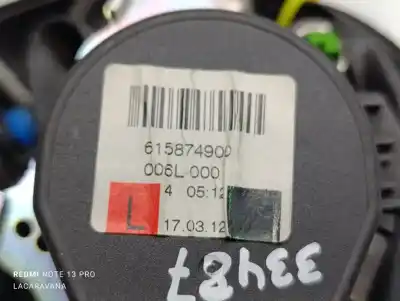 615874900
006L-000
4 05:12
L
17.03.12
33487
REDMI NOTE 13 PRO
LACARAVANA